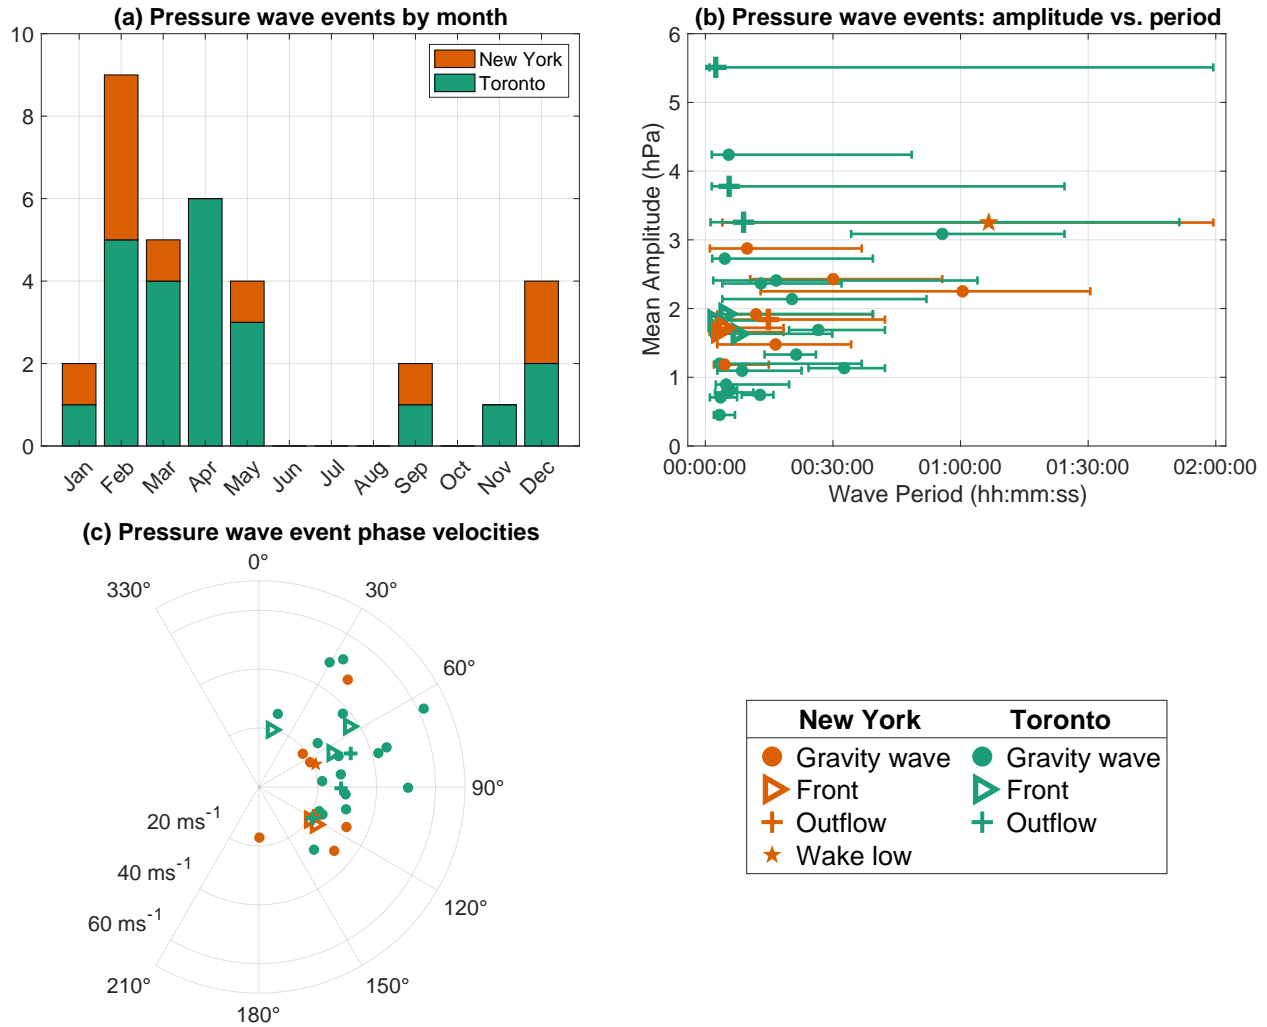 (a) Pressure wave events by month
10
8
6
4
2
0
New York
Toronto
Jan
Feb
Mar
Apr
May
Jun
Jul
Aug
Sep
Oct
Nov
Dec
(b) Pressure wave events: amplitude vs. period
Mean Amplitude (hPa)
6
5
4
3
2
1
0
00:00:00
00:30:00
01:00:00
01:30:00
02:00:00
Wave Period (hh:mm:ss)
(c) Pressure wave event phase velocities
0°
330°
30°
60°
90°
20 ms⁻¹
40 ms⁻¹
60 ms⁻¹
120°
210°
150°
180°
New York Toronto
Gravity wave Gravity wave
Front Front
Outflow Outflow
Wake low